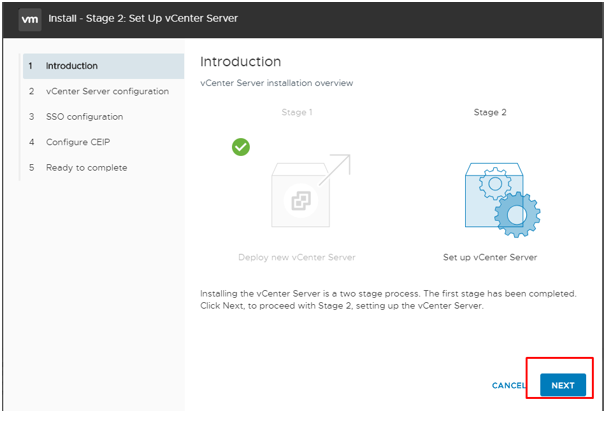 vm Install - Stage 2: Set Up vCenter Server
1 Introduction
2 vCenter Server configuration
3 SSO configuration
4 Configure CEIP
5 Ready to complete
Introduction
vCenter Server installation overview
Stage 1
Stage 2
Deploy new vCenter Server
Set up vCenter Server
Installing the vCenter Server is a two stage process. The first stage has been completed.
Click Next, to proceed with Stage 2, setting up the vCenter Server.
CANCEL
NEXT